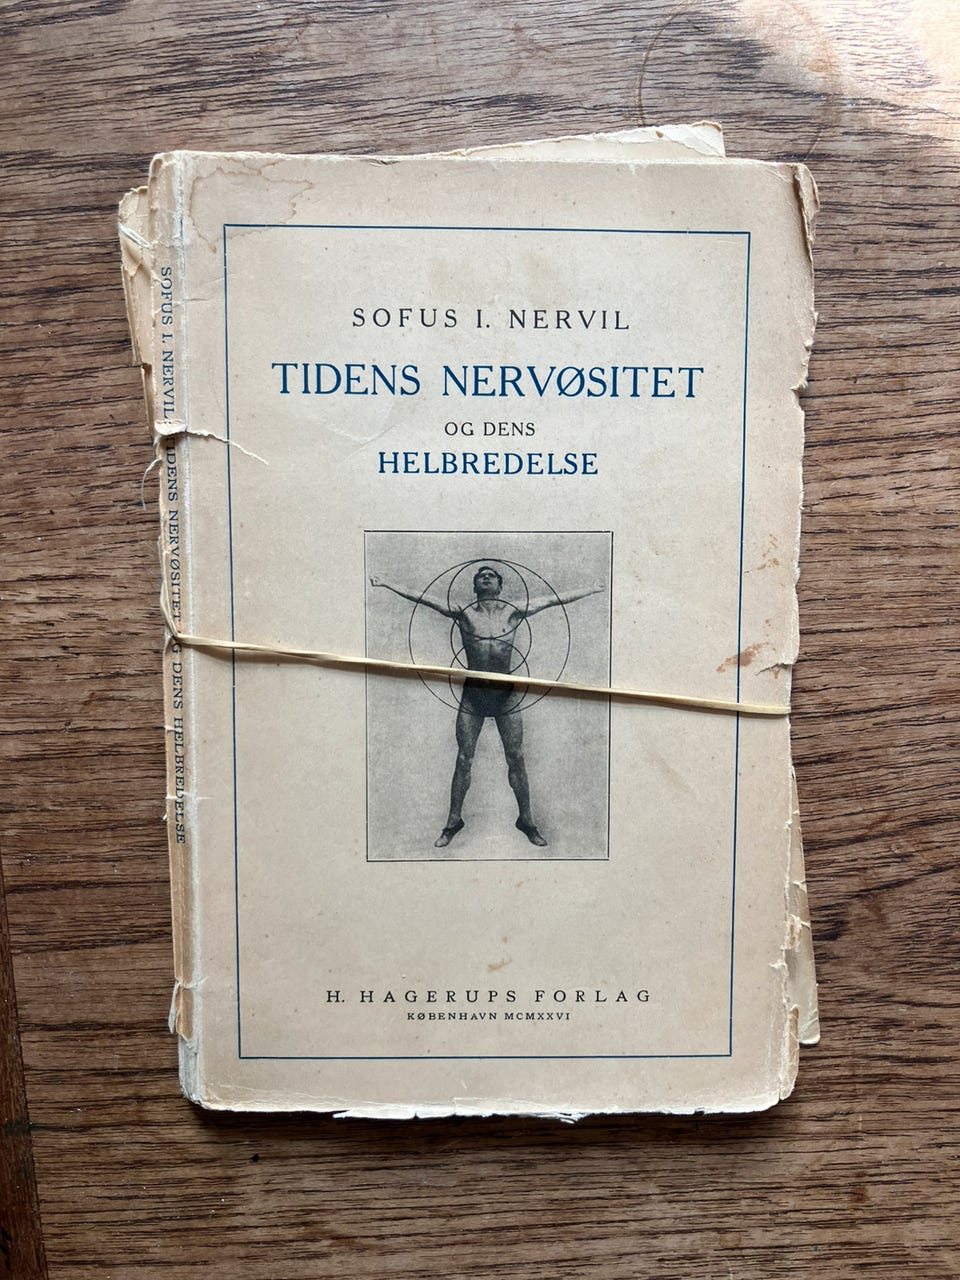 SOFUS I. NERVIL
TIDENS NERVØSITET
OG DENS
HELBREDELSE
H. HAGERUPS FORLAG
KØBENHAVN MCMXXVI
SOFUS I. NERVIL: TIDENS NERVØSITET OG DENS HELBREDELSE